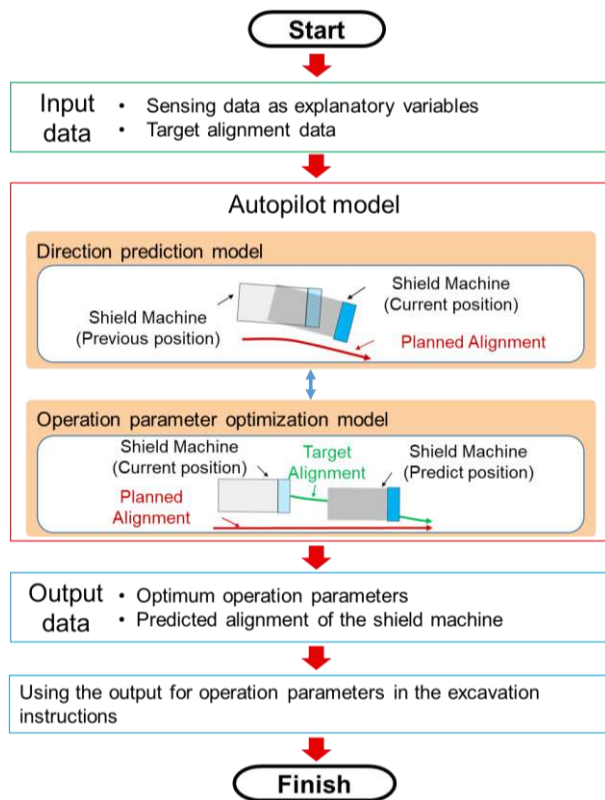 Start
Input
data
• Sensing data as explanatory variables
• Target alignment data
Autopilot model
Direction prediction model
Shield Machine
(Previous position)
Shield Machine
(Current position)
Planned Alignment
Operation parameter optimization model
Shield Machine
(Current position)
Target
Alignment
Shield Machine
(Predict position)
Planned
Alignment
Output
data
• Optimum operation parameters
• Predicted alignment of the shield machine
Using the output for operation parameters in the excavation
instructions
Finish